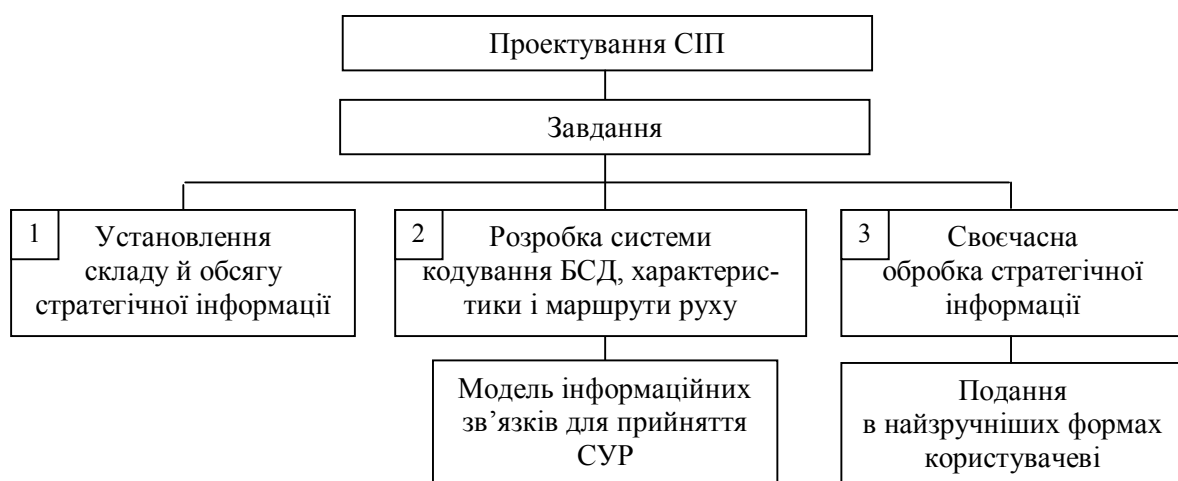 Проектування СІП
Завдання
1
Установлення
складу й обсягу
стратегічної інформації
2
Розробка системи
кодування БСД, характерис-
тики і маршрути руху
3
Своєчасна
обробка стратегічної
інформації
Модель інформаційних
зв’язків для прийняття
СУР
Подання
в найзручніших формах
користувачеві